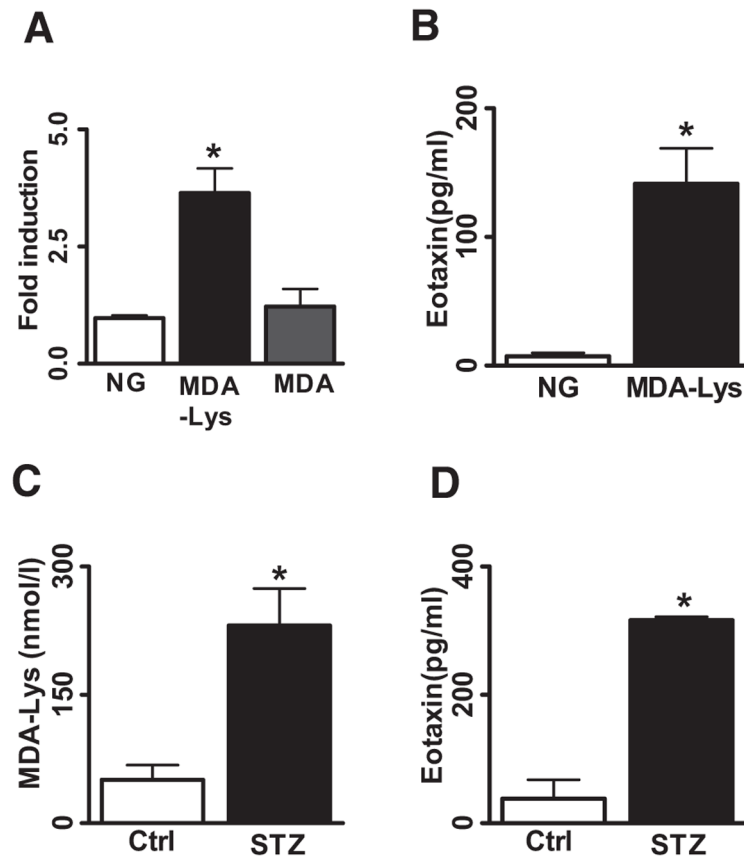 A
Fold induction
5.0
2.5
0.0
*
NG
MDA
-Lys
MDA
B
Eotaxin(pg/ml)
200
100
0
*
NG
MDA-Lys
C
MDA-Lys (nmol/l)
300
150
0
*
Ctrl
STZ
D
Eotaxin(pg/ml)
400
200
0
*
Ctrl
STZ